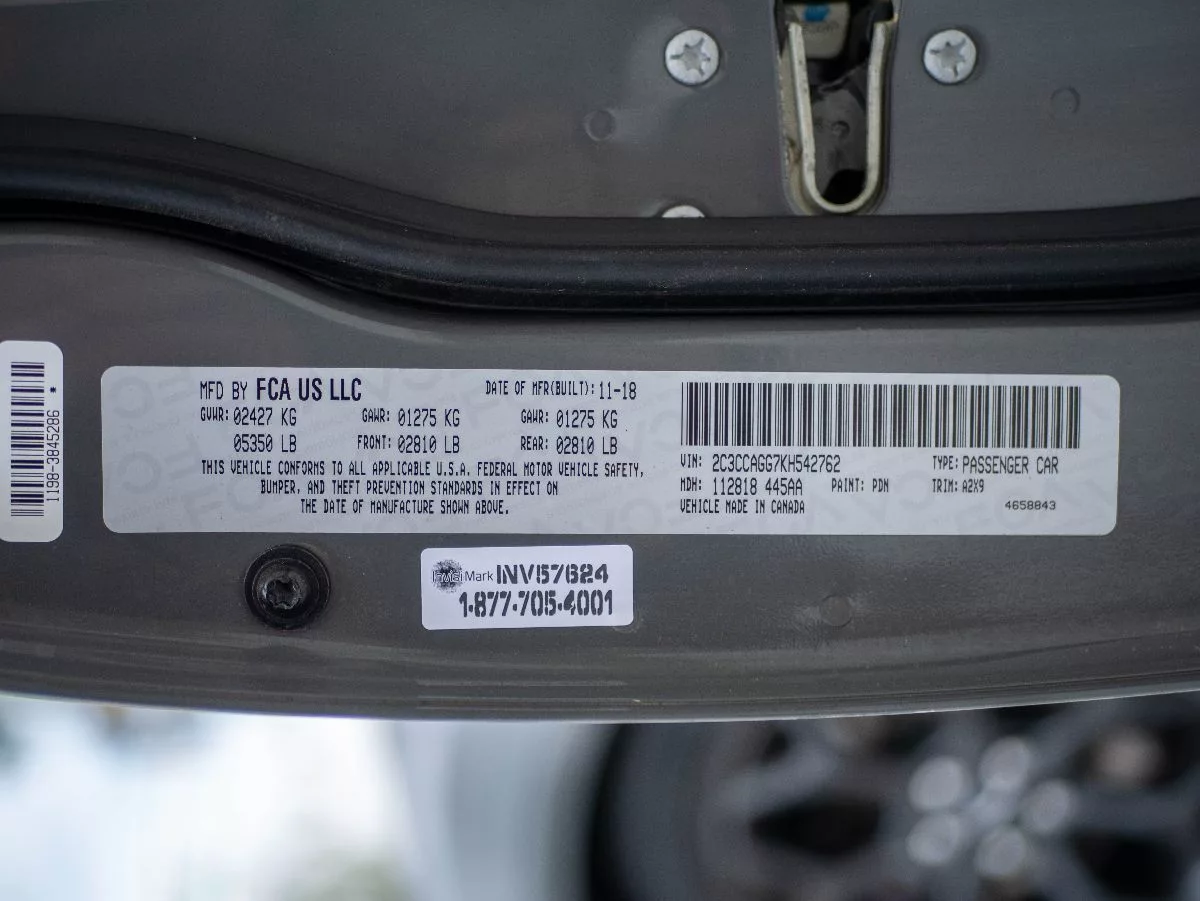 1198-3845286 *
MFD BY FCA US LLC
DATE OF MFR(BUILT): 11-18
GVWR: 02427 KG
GAWR: 01275 KG
GAWR: 01275 KG
05350 LB
FRONT: 02810 LB
REAR: 02810 LB
THIS VEHICLE CONFORMS TO ALL APPLICABLE U.S.A. FEDERAL MOTOR VEHICLE SAFETY,
BUMPER, AND THEFT PREVENTION STANDARDS IN EFFECT ON
THE DATE OF MANUFACTURE SHOWN ABOVE.
VIN: 2C3CCAGG7KH542762
TYPE: PASSENGER CAR
MDH: 112818 445AA
PAINT: PDN
TRIM: A2X9
VEHICLE MADE IN CANADA
4658843
Mark INV57624
1-877-705-4001